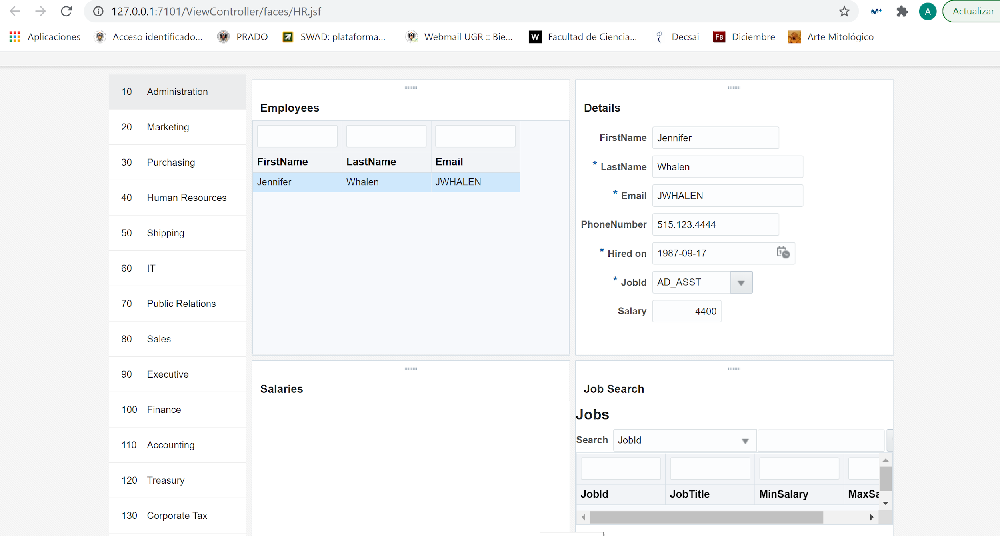 127.0.0.1:7101/ViewController/faces/HR.jsf
A
Actualizar
Aplicaciones Acceso identificado... PRADO SWAD: plataforma... Webmail UGR :: Bie... W Facultad de Ciencia... Decsai FB Diciembre Arte Mitológico
10 Administration
20 Marketing
30 Purchasing
40 Human Resources
50 Shipping
60 IT
70 Public Relations
80 Sales
90 Executive
100 Finance
110 Accounting
120 Treasury
130 Corporate Tax
Employees
FirstName LastName Email
Jennifer Whalen JWHALEN
Details
FirstName Jennifer
* LastName Whalen
* Email JWHALEN
PhoneNumber 515.123.4444
* Hired on 1987-09-17
* JobId AD_ASST
Salary 4400
Salaries
Job Search
Jobs
Search JobId
JobId JobTitle MinSalary MaxSa